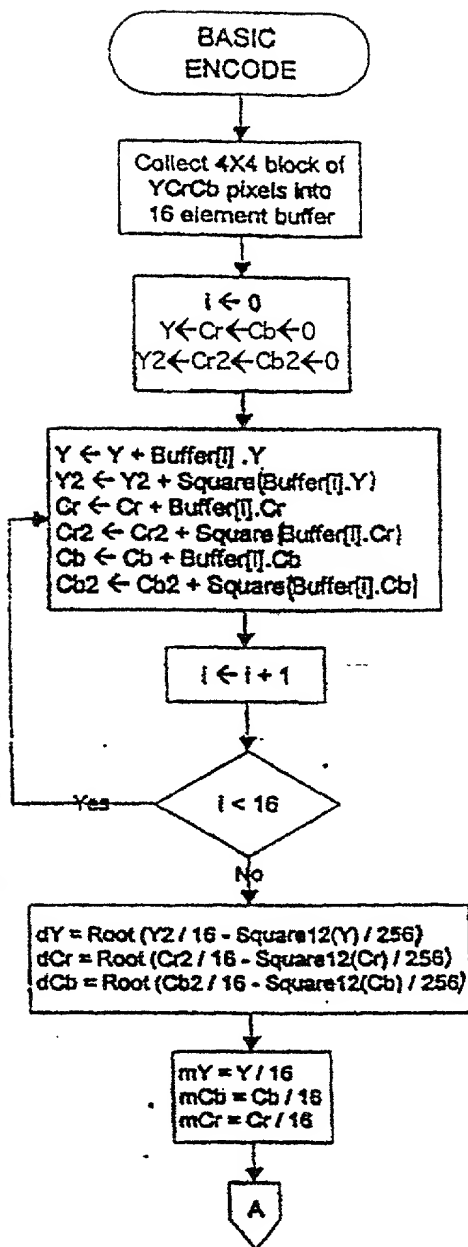 BASIC
ENCODE
Collect 4X4 block of
YCrCb pixels into
16 element buffer
i ← 0
Y←Cr←Cb←0
Y2←Cr2←Cb2←0
Y ← Y + Buffer[i].Y
Y2 ← Y2 + Square(Buffer[i].Y)
Cr ← Cr + Buffer[i].Cr
Cr2 ← Cr2 + Square(Buffer[i].Cr)
Cb ← Cb + Buffer[i].Cb
Cb2 ← Cb2 + Square(Buffer[i].Cb)
i ← i + 1
i < 16
Yes
No
dY = Root (Y2 / 16 - Square12(Y) / 256)
dCr = Root (Cr2 / 16 - Square12(Cr) / 256)
dCb = Root (Cb2 / 16 - Square12(Cb) / 256)
mY = Y / 16
mCb = Cb / 16
mCr = Cr / 16
A